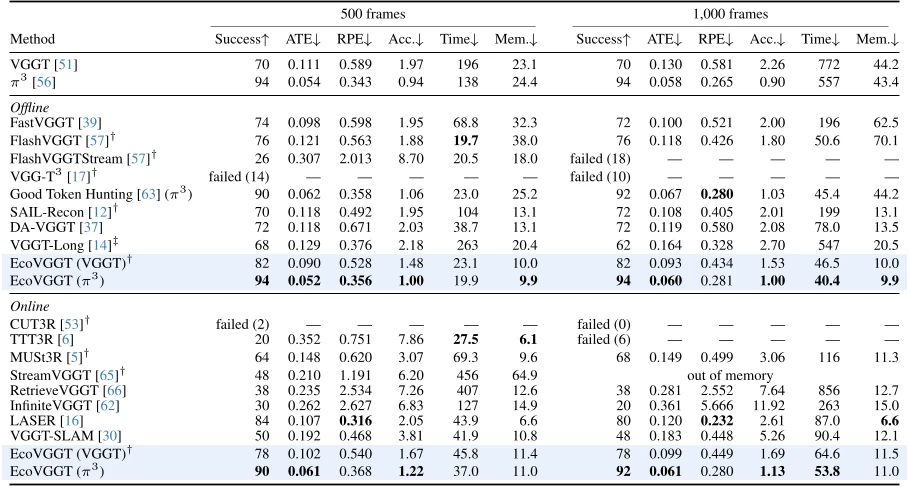 500 frames 1,000 frames
Method Success↑ ATE↓ RPE↓ Acc.↓ Time↓ Mem.↓ Success↑ ATE↓ RPE↓ Acc.↓ Time↓ Mem.↓
VGGT [51] 70 0.111 0.589 1.97 196 23.1 70 0.130 0.581 2.26 772 44.2
π³ [56] 94 0.054 0.343 0.94 138 24.4 94 0.058 0.265 0.90 557 43.4
Offline
FastVGGT [39] 74 0.098 0.598 1.95 68.8 32.3 72 0.100 0.521 2.00 196 62.5
FlashVGGT [57]† 76 0.121 0.563 1.88 19.7 38.0 76 0.118 0.426 1.80 50.6 70.1
FlashVGGTStream [57]† 26 0.307 2.013 8.70 20.5 18.0 failed (18) — — — — —
VGG-T³ [17]† failed (14) — — — — — failed (10) — — — — —
Good Token Hunting [63] (π³) 90 0.062 0.358 1.06 23.0 25.2 92 0.067 0.280 1.03 45.4 44.2
SAIL-Recon [12]† 70 0.118 0.492 1.95 104 13.1 72 0.108 0.405 2.01 199 13.1
DA-VGGT [37] 72 0.118 0.671 2.03 38.7 13.1 72 0.119 0.580 2.08 78.0 13.5
VGGT-Long [14]‡ 68 0.129 0.376 2.18 263 20.4 62 0.164 0.328 2.70 547 20.5
EcoVGGT (VGGT)† 82 0.090 0.528 1.48 23.1 10.0 82 0.093 0.434 1.53 46.5 10.0
EcoVGGT (π³) 94 0.052 0.356 1.00 19.9 9.9 94 0.060 0.281 1.00 40.4 9.9
Online
CUT3R [53]† failed (2) — — — — — failed (0) — — — — —
TTT3R [6] 20 0.352 0.751 7.86 27.5 6.1 failed (6) — — — — —
MUSt3R [5]† 64 0.148 0.620 3.07 69.3 9.6 68 0.149 0.499 3.06 116 11.3
StreamVGGT [65]† 48 0.210 1.191 6.20 456 64.9 out of memory
RetrieveVGGT [66] 38 0.235 2.534 7.26 407 12.6 38 0.281 2.552 7.64 856 12.7
InfiniteVGGT [62] 30 0.262 2.627 6.83 127 14.9 20 0.361 5.666 11.92 263 15.0
LASER [16] 84 0.107 0.316 2.05 43.9 6.6 80 0.120 0.232 2.61 87.0 6.6
VGGT-SLAM [30] 50 0.192 0.468 3.81 41.9 10.8 48 0.183 0.448 5.26 90.4 12.1
EcoVGGT (VGGT)† 78 0.102 0.540 1.67 45.8 11.4 78 0.099 0.449 1.69 64.6 11.5
EcoVGGT (π³) 90 0.061 0.368 1.22 37.0 11.0 92 0.061 0.280 1.13 53.8 11.0